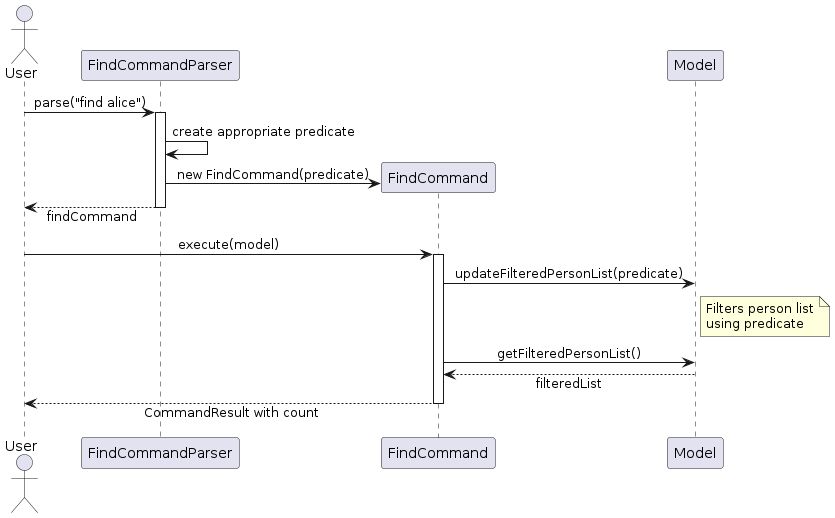 User
FindCommandParser
Model
parse("find alice")
create appropriate predicate
new FindCommand(predicate)
FindCommand
findCommand
execute(model)
updateFilteredPersonList(predicate)
Filters person list
using predicate
getFilteredPersonList()
filteredList
CommandResult with count
User
FindCommandParser
FindCommand
Model